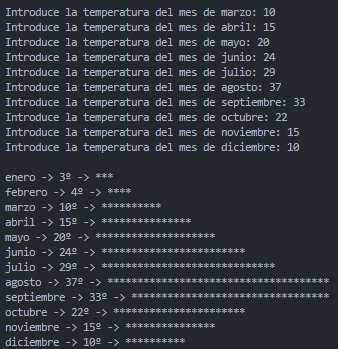 Introduce la temperatura del mes de marzo: 10
Introduce la temperatura del mes de abril: 15
Introduce la temperatura del mes de mayo: 20
Introduce la temperatura del mes de junio: 24
Introduce la temperatura del mes de julio: 29
Introduce la temperatura del mes de agosto: 37
Introduce la temperatura del mes de septiembre: 33
Introduce la temperatura del mes de octubre: 22
Introduce la temperatura del mes de noviembre: 15
Introduce la temperatura del mes de diciembre: 10
enero -> 3º -> ***
febrero -> 4º -> ****
marzo -> 10º -> **********
abril -> 15º -> ***************
mayo -> 20º -> ********************
junio -> 24º -> ************************
julio -> 29º -> *****************************
agosto -> 37º -> *************************************
septiembre -> 33º -> *********************************
octubre -> 22º -> **********************
noviembre -> 15º -> ***************
diciembre -> 10º -> **********